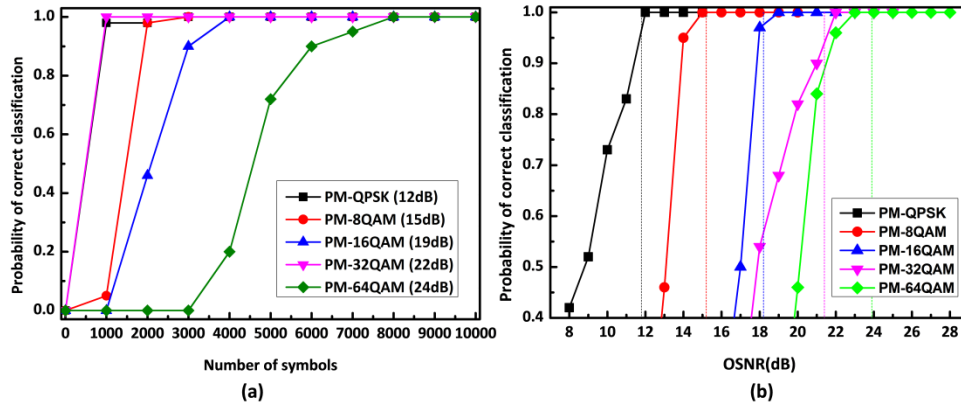 Probability of correct classification
1.0
0.8
0.6
0.4
0.2
0.0
PM-QPSK (12dB)
PM-8QAM (15dB)
PM-16QAM (19dB)
PM-32QAM (22dB)
PM-64QAM (24dB)
0 1000 2000 3000 4000 5000 6000 7000 8000 9000 10000
Number of symbols
(a)
Probability of correct classification
1.0
0.9
0.8
0.7
0.6
0.5
0.4
PM-QPSK
PM-8QAM
PM-16QAM
PM-32QAM
PM-64QAM
8 10 12 14 16 18 20 22 24 26 28
OSNR(dB)
(b)